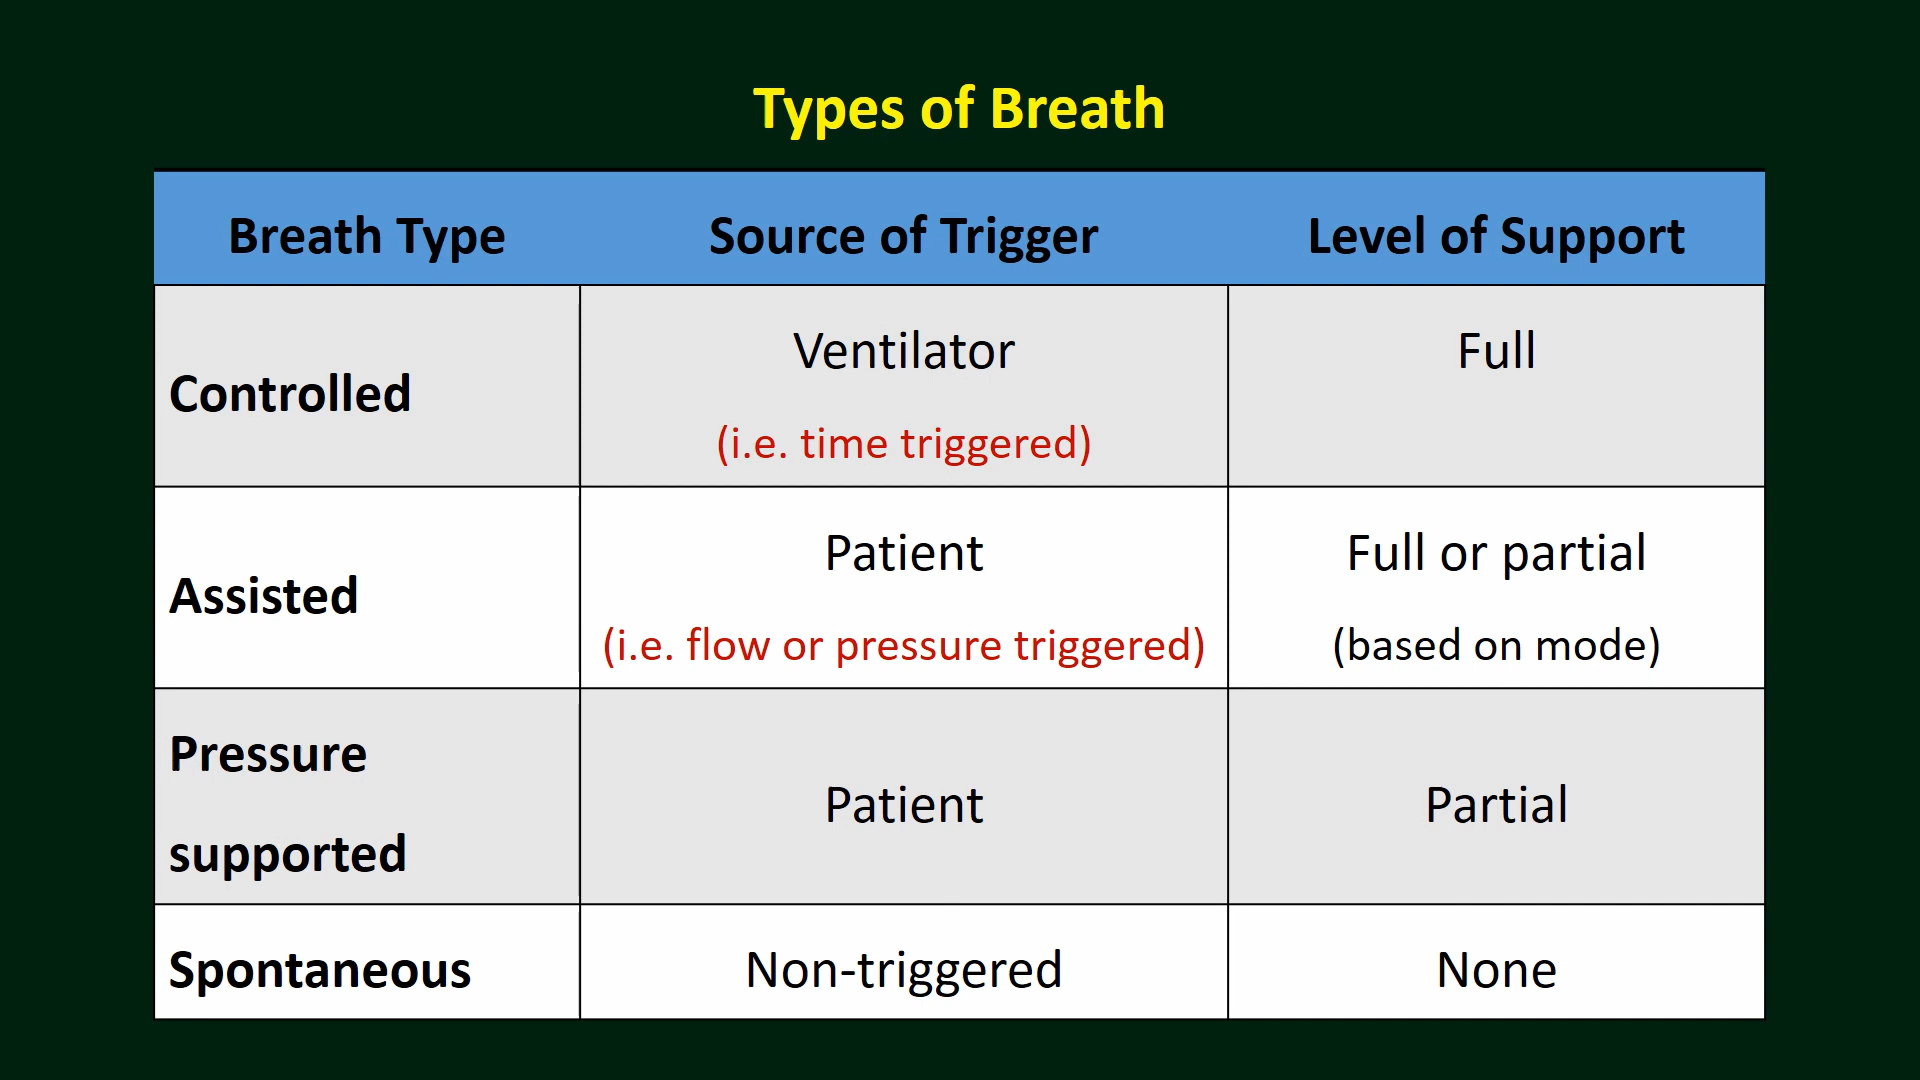 Types of Breath
Breath Type Source of Trigger Level of Support
Controlled
Ventilator
(i.e. time triggered)
Full
Assisted
Patient
(i.e. flow or pressure triggered)
Full or partial
(based on mode)
Pressure
supported
Patient
Partial
Spontaneous
Non-triggered
None